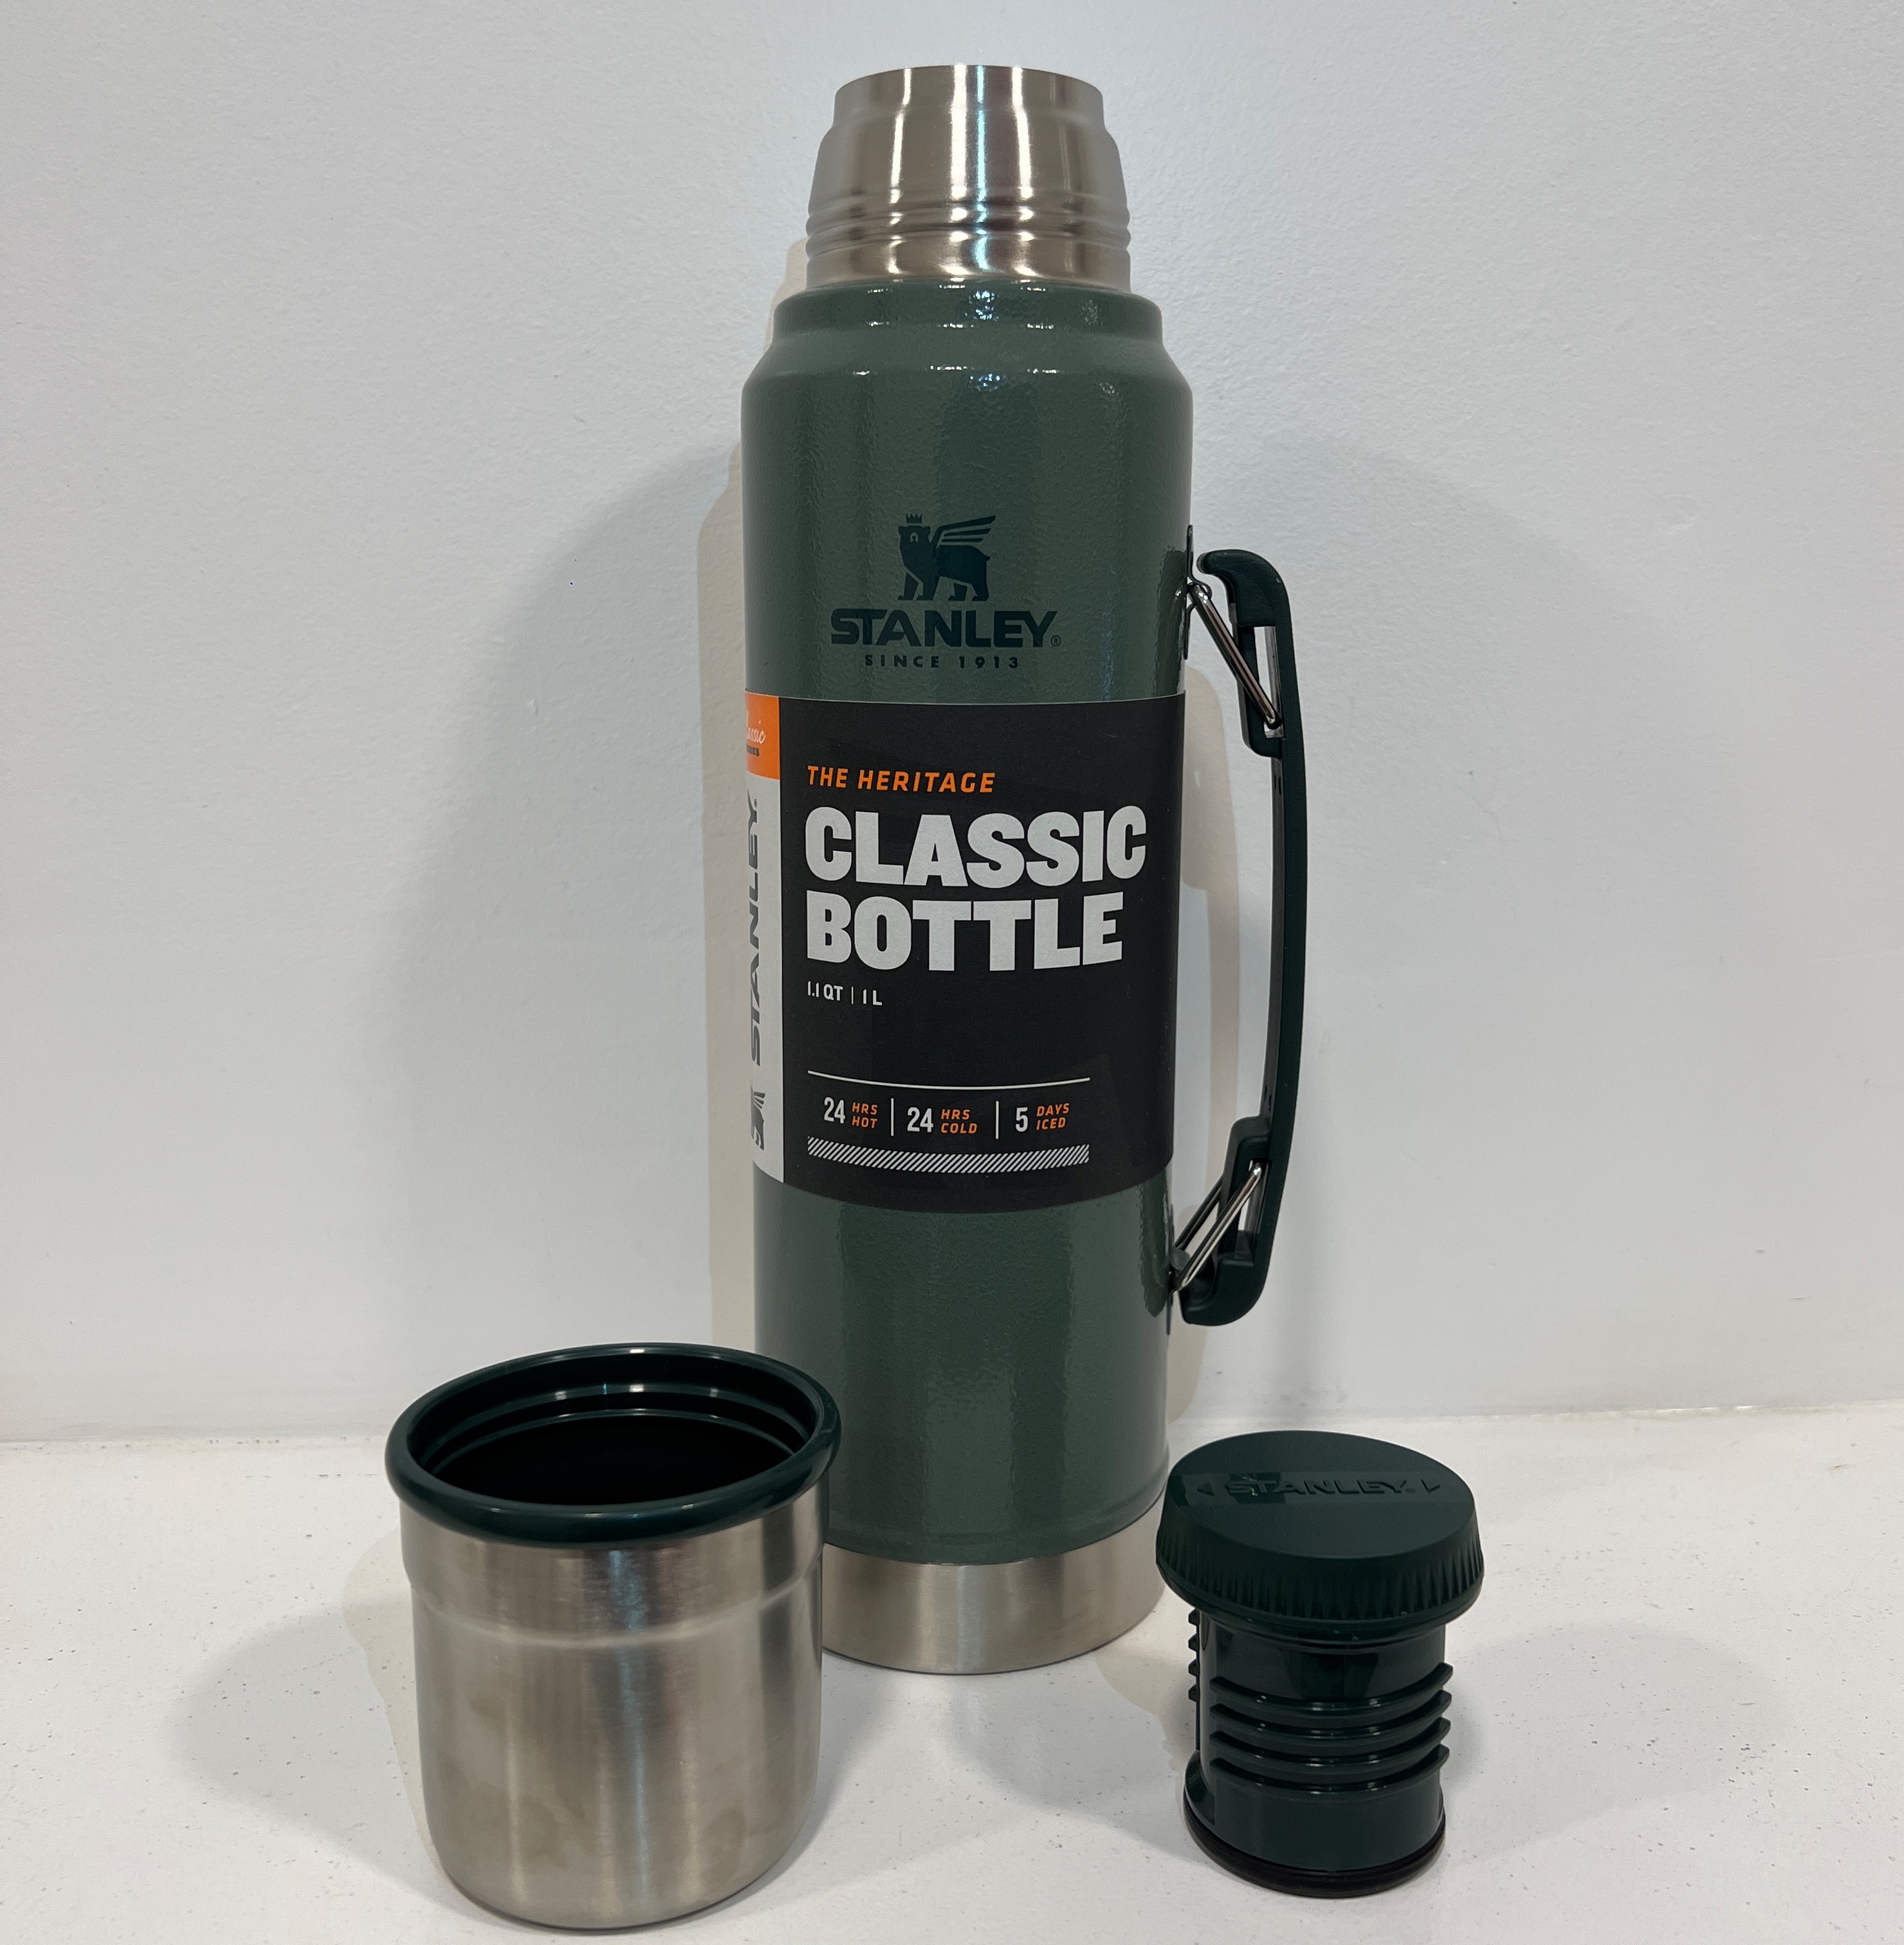 STANLEY®
SINCE 1913
STANLEY®
THE HERITAGE
CLASSIC
BOTTLE
1.1 QT | 1 L
24 HRS HOT | 24 HRS COLD | 5 DAYS ICED
STANLEY®